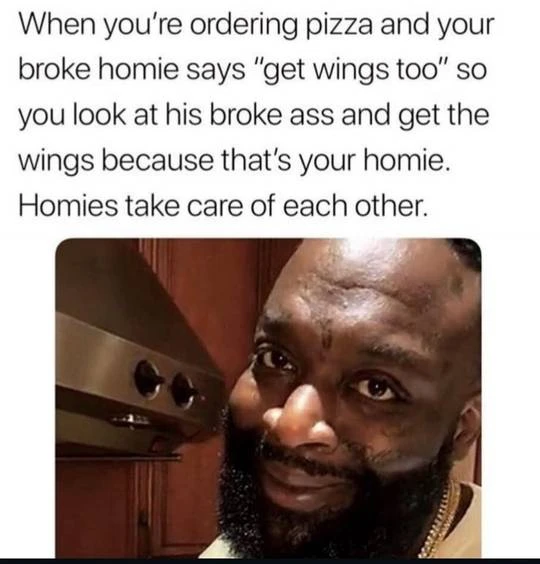 When you're ordering pizza and your
broke homie says "get wings too" so
you look at his broke ass and get the
wings because that's your homie.
Homies take care of each other.